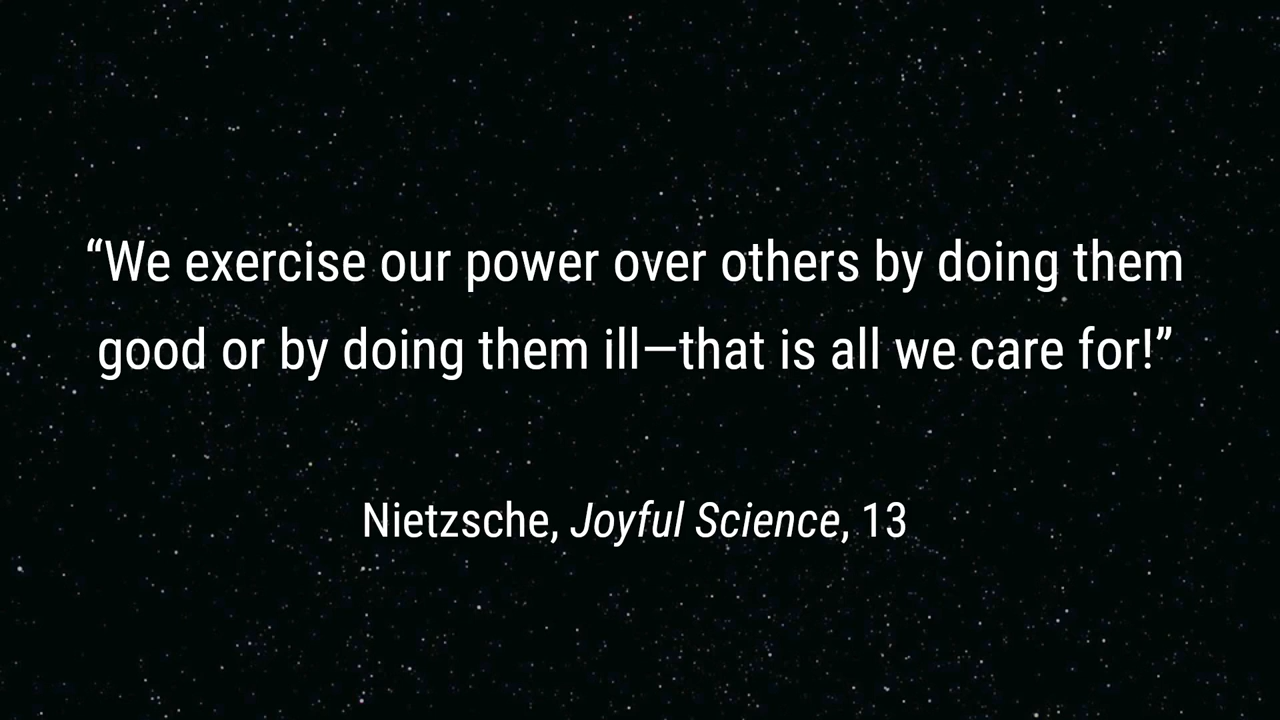 “We exercise our power over others by doing them
good or by doing them ill—that is all we care for!”
Nietzsche, Joyful Science, 13